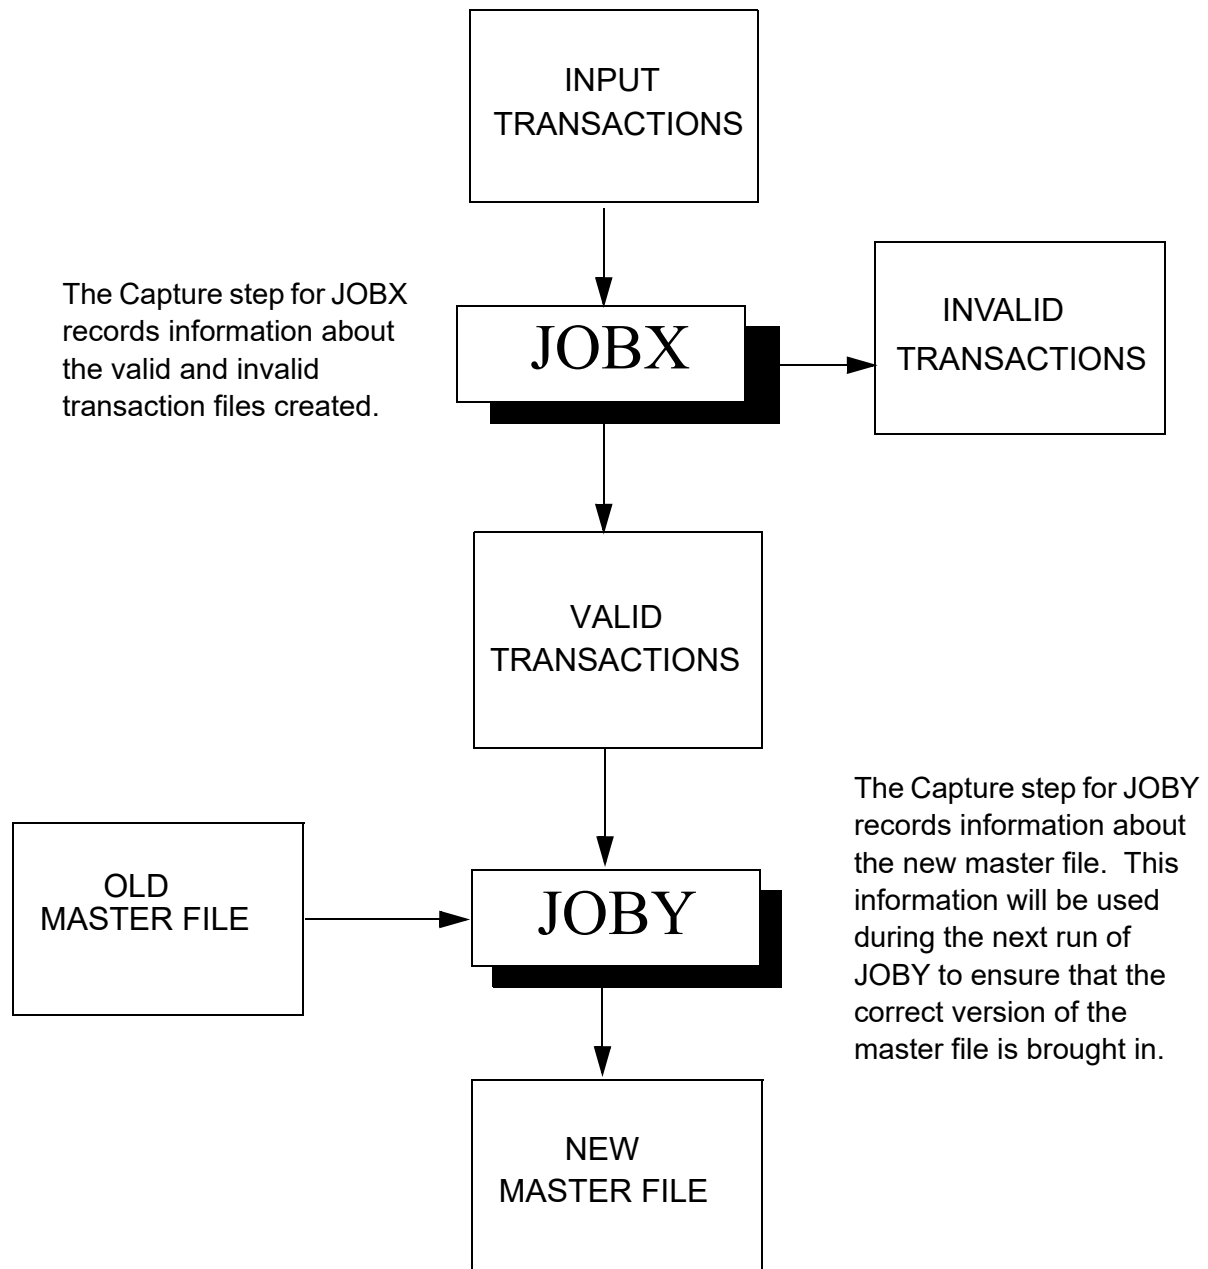 INPUT
TRANSACTIONS
The Capture step for JOBX
records information about
the valid and invalid
transaction files created.
JOBX
INVALID
TRANSACTIONS
VALID
TRANSACTIONS
OLD
MASTER FILE
JOBY
The Capture step for JOBY
records information about
the new master file.  This
information will be used
during the next run of
JOBY to ensure that the
correct version of the
master file is brought in.
NEW
MASTER FILE